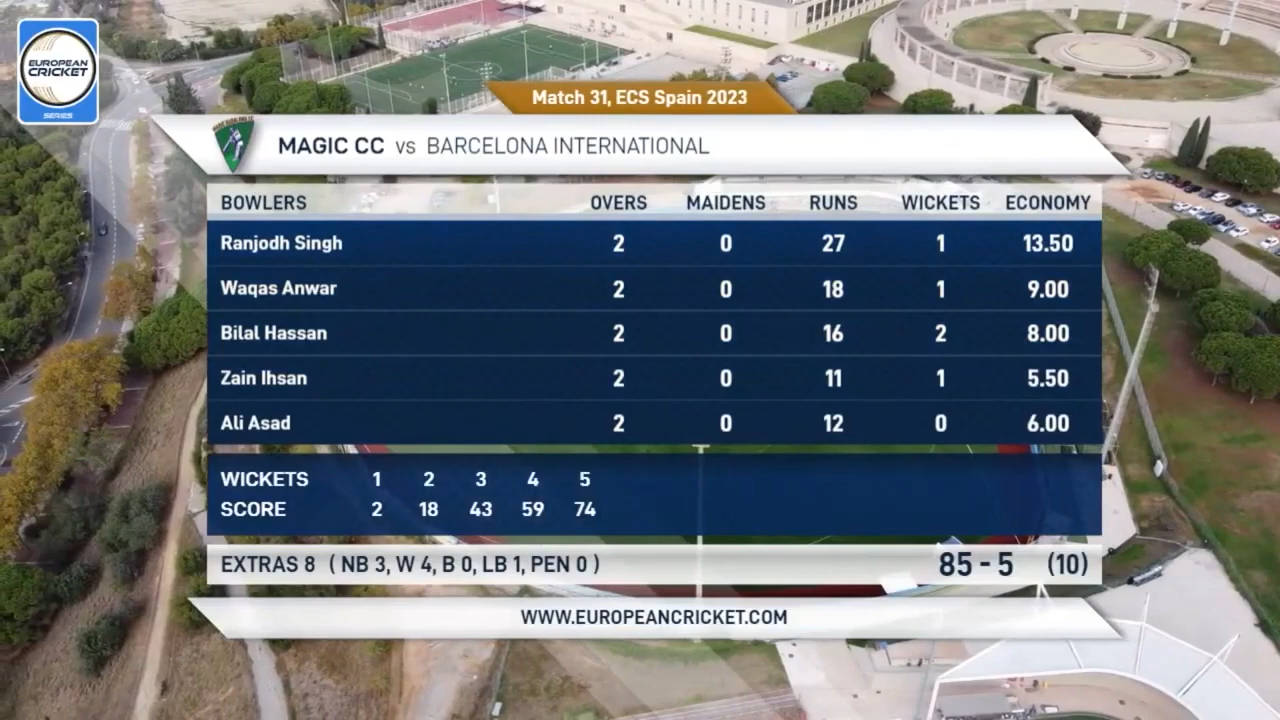 EUROPEAN
CRICKET
SERIES
Match 31, ECS Spain 2023
MAGIC CC vs BARCELONA INTERNATIONAL
BOWLERS OVERS MAIDENS RUNS WICKETS ECONOMY
Ranjodh Singh 2 0 27 1 13.50
Waqas Anwar 2 0 18 1 9.00
Bilal Hassan 2 0 16 2 8.00
Zain Ihsan 2 0 11 1 5.50
Ali Asad 2 0 12 0 6.00
WICKETS 1 2 3 4 5
SCORE 2 18 43 59 74
EXTRAS 8 ( NB 3, W 4, B 0, LB 1, PEN 0 ) 85 - 5 (10)
WWW.EUROPEANCRICKET.COM